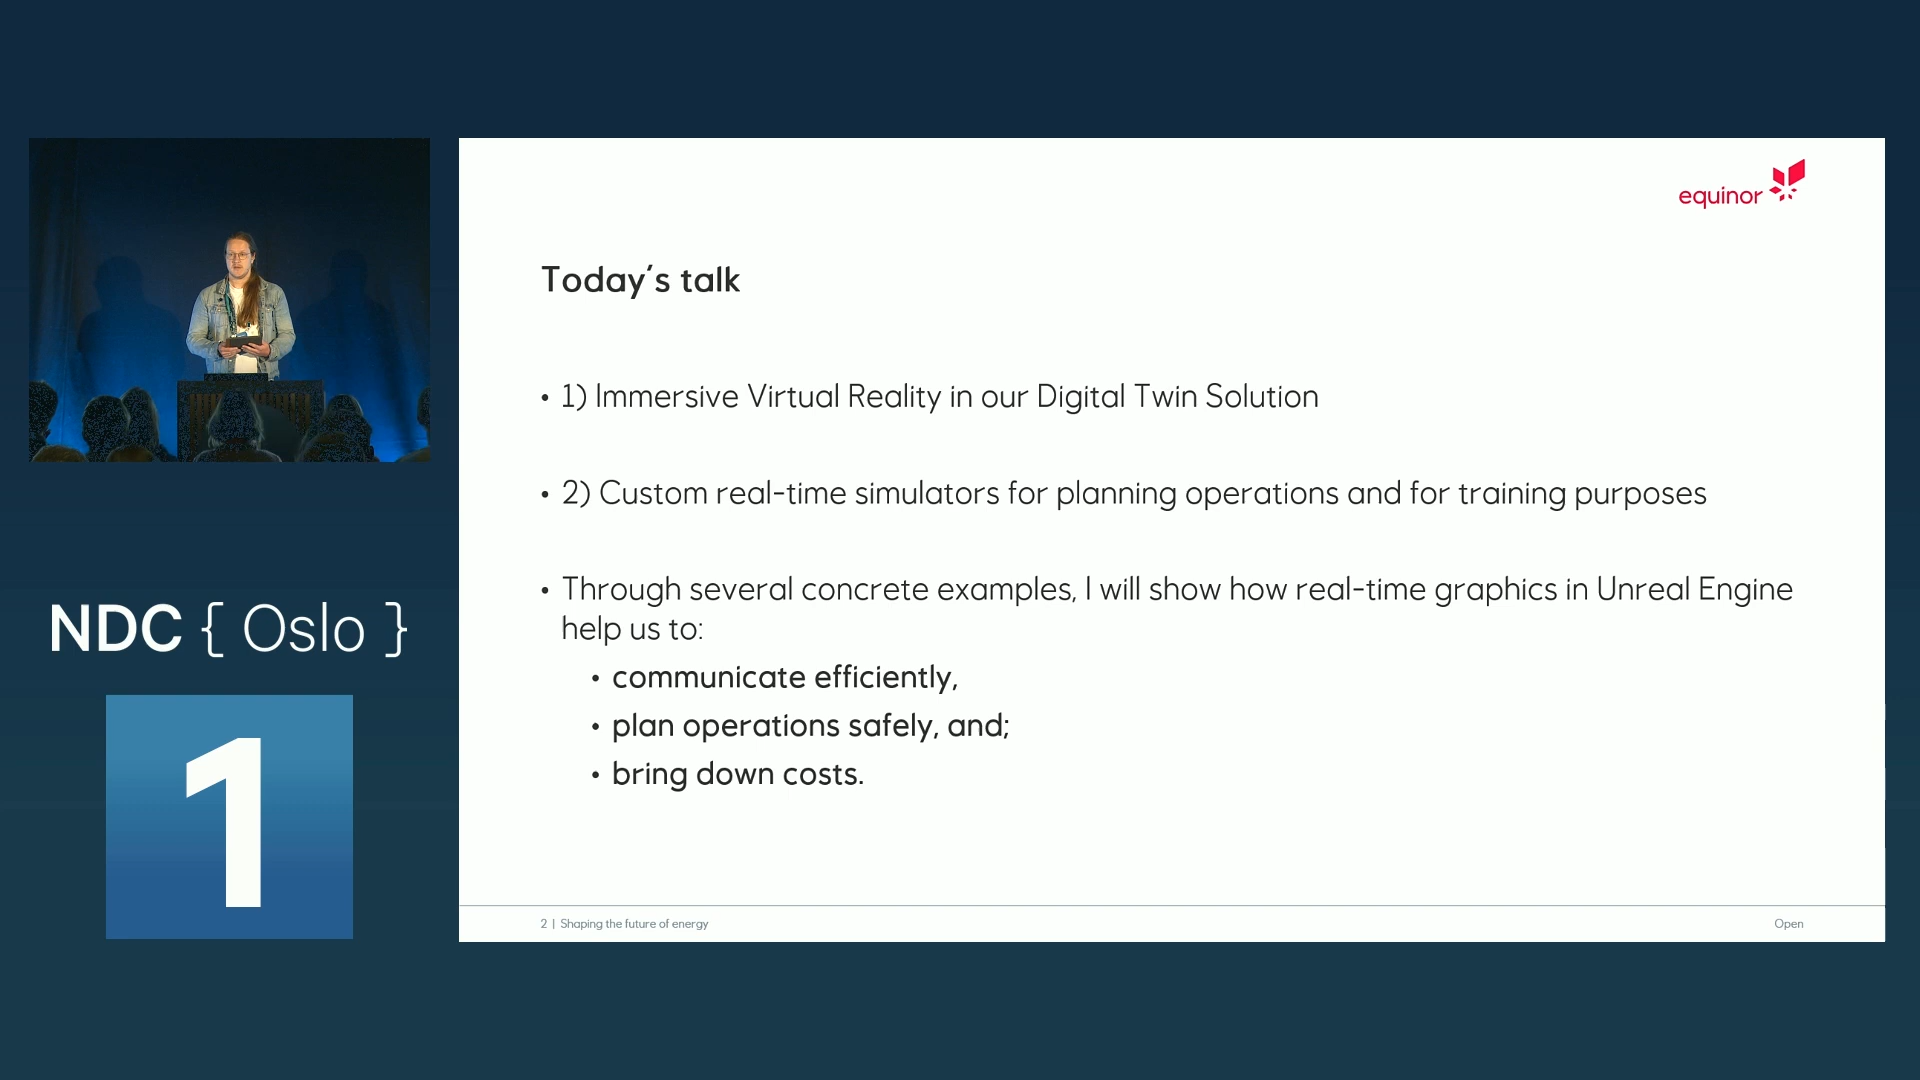 equinor
Today´s talk
• 1) Immersive Virtual Reality in our Digital Twin Solution
• 2) Custom real-time simulators for planning operations and for training purposes
• Through several concrete examples, I will show how real-time graphics in Unreal Engine
help us to:
• communicate efficiently,
• plan operations safely, and;
• bring down costs.
2 | Shaping the future of energy
Open
NDC { Oslo }
1